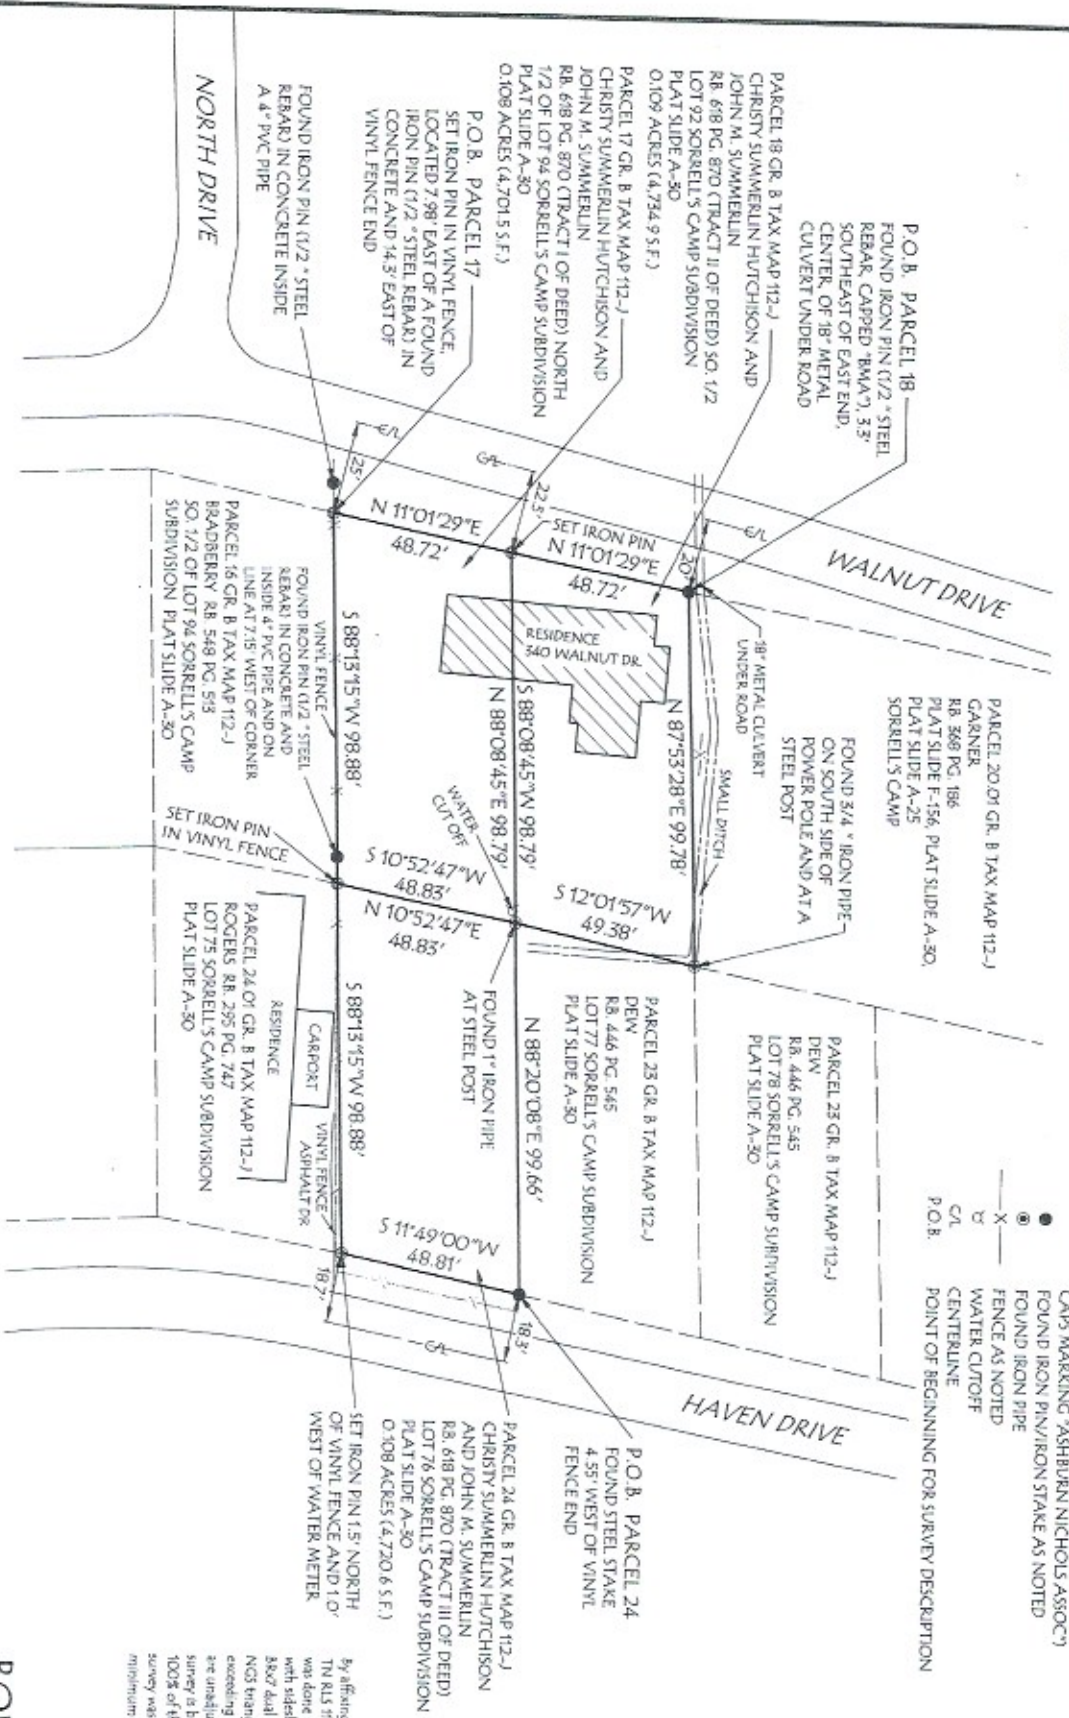 CAPS MARKING "ASHBURN NICHOLS ASSOC")
FOUND IRON PIN/IRON STAKE AS NOTED
FOUND IRON PIPE
X FENCE AS NOTED
WATER CUTOFF
C/L CENTERLINE
P.O.B. POINT OF BEGINNING FOR SURVEY DESCRIPTION
P.O.B. PARCEL 18
FOUND IRON PIN (1/2 " STEEL
REBAR, CAPPED "BMA"), 3.3'
SOUTHEAST OF EAST END,
CENTER, OF 18" METAL
CULVERT UNDER ROAD
PARCEL 18 GR. B TAX MAP 112-J
CHRISTY SUMMERLIN HUTCHISON AND
JOHN M. SUMMERLIN
RB. 618 PG. 870 (TRACT II OF DEED) SO. 1/2
LOT 92 SORRELL'S CAMP SUBDIVISION
PLAT SLIDE A-30
0.109 ACRES (4,734.9 S.F.)
PARCEL 17 GR. B TAX MAP 112-J
CHRISTY SUMMERLIN HUTCHISON AND
JOHN M. SUMMERLIN
RB. 618 PG. 870 (TRACT I OF DEED) NORTH
1/2 OF LOT 94 SORRELL'S CAMP SUBDIVISION
PLAT SLIDE A-30
0.108 ACRES (4,701.5 S.F.)
P.O.B. PARCEL 17
SET IRON PIN IN VINYL FENCE,
LOCATED 7.98' EAST OF A FOUND
IRON PIN (1/2 " STEEL REBAR) IN
CONCRETE AND 14.3' EAST OF
VINYL FENCE END
FOUND IRON PIN (1/2 " STEEL
REBAR) IN CONCRETE INSIDE
A 4" PVC PIPE
NORTH DRIVE
WALNUT DRIVE
HAVEN DRIVE
C/L
25'
C/L
22.5'
C/L
20'
N 11°01'29"E
48.72'
SET IRON PIN
N 11°01'29"E
48.72'
RESIDENCE
340 WALNUT DR.
18" METAL CULVERT
UNDER ROAD
SMALL DITCH
N 87°53'28"E 99.78'
S 88°08'45"W 98.79'
N 88°08'45"E 98.79'
WATER
CUT OFF
S 12°01'57"W
49.38'
S 10°52'47"W
48.83'
N 10°52'47"E
48.83'
S 88°13'15"W 98.88'
VINYL FENCE
FOUND IRON PIN (1/2 " STEEL
REBAR) IN CONCRETE AND
INSIDE 4" PVC PIPE AND ON
LINE AT 7.15' WEST OF CORNER
PARCEL 16 GR. B TAX MAP 112-J
BRADBERRY RB. 548 PG. 513
SO. 1/2 OF LOT 94 SORRELL'S CAMP
SUBDIVISION PLAT SLIDE A-30
SET IRON PIN
IN VINYL FENCE
PARCEL 20.01 GR. B TAX MAP 112-J
GARNER
RB. 368 PG. 186
PLAT SLIDE F-156, PLAT SLIDE A-30,
PLAT SLIDE A-25
SORRELL'S CAMP
FOUND 3/4 " IRON PIPE
ON SOUTH SIDE OF
POWER POLE AND AT A
STEEL POST
PARCEL 23 GR. B TAX MAP 112-J
DEW
RB. 446 PG. 545
LOT 78 SORRELL'S CAMP SUBDIVISION
PLAT SLIDE A-30
PARCEL 23 GR. B TAX MAP 112-J
DEW
RB. 446 PG. 545
LOT 77 SORRELL'S CAMP SUBDIVISION
PLAT SLIDE A-30
N 88°20'08"E 99.66'
FOUND 1" IRON PIPE
AT STEEL POST
S 88°13'15"W 98.88'
CARPORT
VINYL FENCE
ASPHALT DR
RESIDENCE
PARCEL 24.01 GR. B TAX MAP 112-J
ROGERS RB. 295 PG. 747
LOT 75 SORRELL'S CAMP SUBDIVISION
PLAT SLIDE A-30
S 11°49'00"W
48.81'
18.3'
C/L
18.7'
P.O.B. PARCEL 24
FOUND STEEL STAKE
4.55' WEST OF VINYL
FENCE END
PARCEL 24 GR. B TAX MAP 112-J
CHRISTY SUMMERLIN HUTCHISON
AND JOHN M. SUMMERLIN
RB. 618 PG. 870 (TRACT III OF DEED)
LOT 76 SORRELL'S CAMP SUBDIVISION
PLAT SLIDE A-30
0.108 ACRES (4,720.6 S.F.)
SET IRON PIN 1.5' NORTH
OF VINYL FENCE AND 1.0'
WEST OF WATER METER
By affixing
TN RLS
was done
with
dual
NGS
exceeding
are
survey is
100% of
survey was
minimum